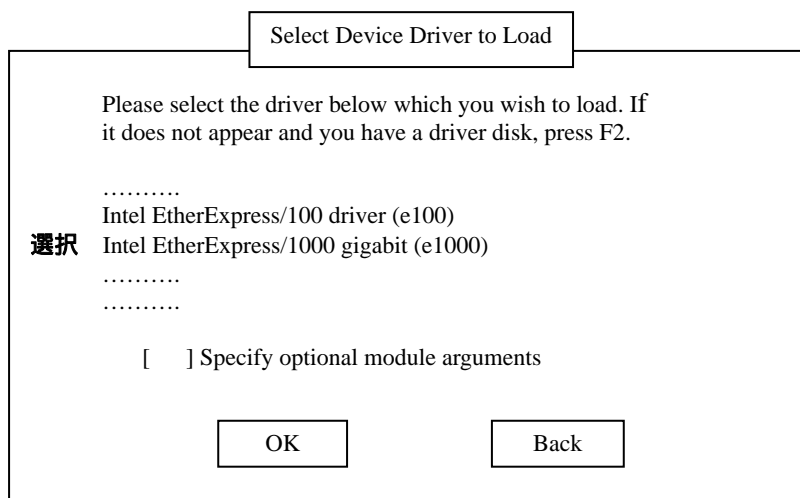 Select Device Driver to Load
Please select the driver below which you wish to load. If
it does not appear and you have a driver disk, press F2.
……….
Intel EtherExpress/100 driver (e100)
選択 Intel EtherExpress/1000 gigabit (e1000)
……….
……….
[ ] Specify optional module arguments
OK Back